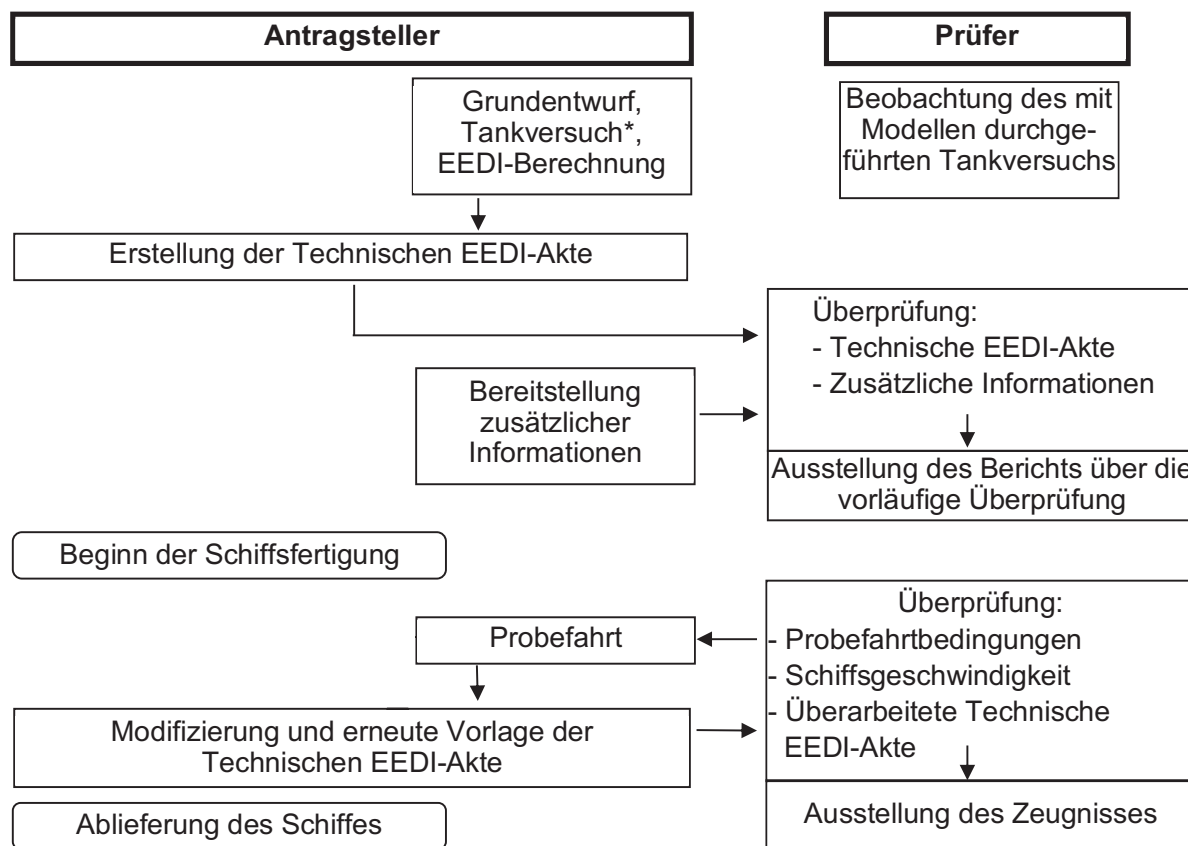 Antragsteller
Prüfer
Grundentwurf,
Tankversuch*,
EEDI-Berechnung
Beobachtung des mit
Modellen durchge-
führten Tankversuchs
Erstellung der Technischen EEDI-Akte
Überprüfung:
- Technische EEDI-Akte
- Zusätzliche Informationen
Bereitstellung
zusätzlicher
Informationen
Ausstellung des Berichts über die
vorläufige Überprüfung
Beginn der Schiffsfertigung
Überprüfung:
- Probefahrtbedingungen
- Schiffsgeschwindigkeit
- Überarbeitete Technische
EEDI-Akte
Probefahrt
Modifizierung und erneute Vorlage der
Technischen EEDI-Akte
Ausstellung des Zeugnisses
Ablieferung des Schiffes